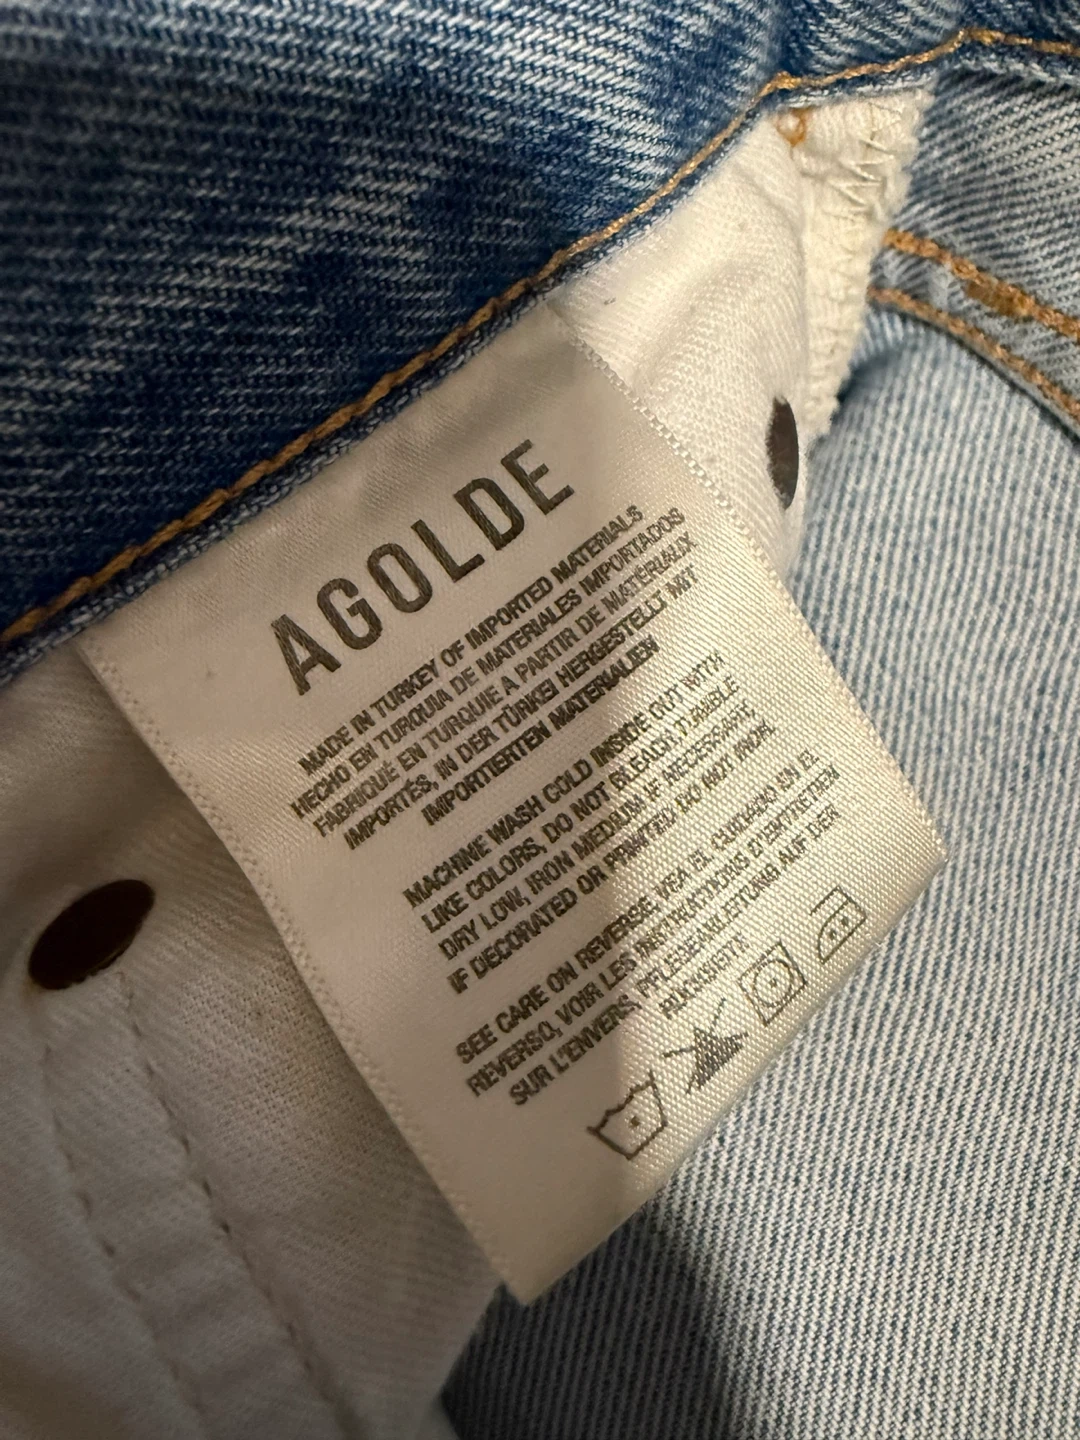 AGOLDE
MADE IN TURKEY OF IMPORTED MATERIALS
HECHO EN TURQUIA DE MATERIALES IMPORTADOS
FABRIQUÉ EN TURQUIE A PARTIR DE MATÉRIAUX
IMPORTÉS, IN DER TÜRKEI HERGESTELLT MIT
IMPORTIERTEN MATERIALIEN
MACHINE WASH COLD INSIDE OUT WITH
LIKE COLORS, DO NOT BLEACH, TUMBLE
DRY LOW, IRON MEDIUM IF NECESSARY,
IF DECORATED OR PRINTED DO NOT IRON.
SEE CARE ON REVERSE, VEA EL CUIDADO EN EL
REVERSO, VOIR LES INSTRUCTIONS D'ENTRETIEN
SUR L'ENVERS, PFLEGEANLEITUNG AUF DER
RÜCKSEITE